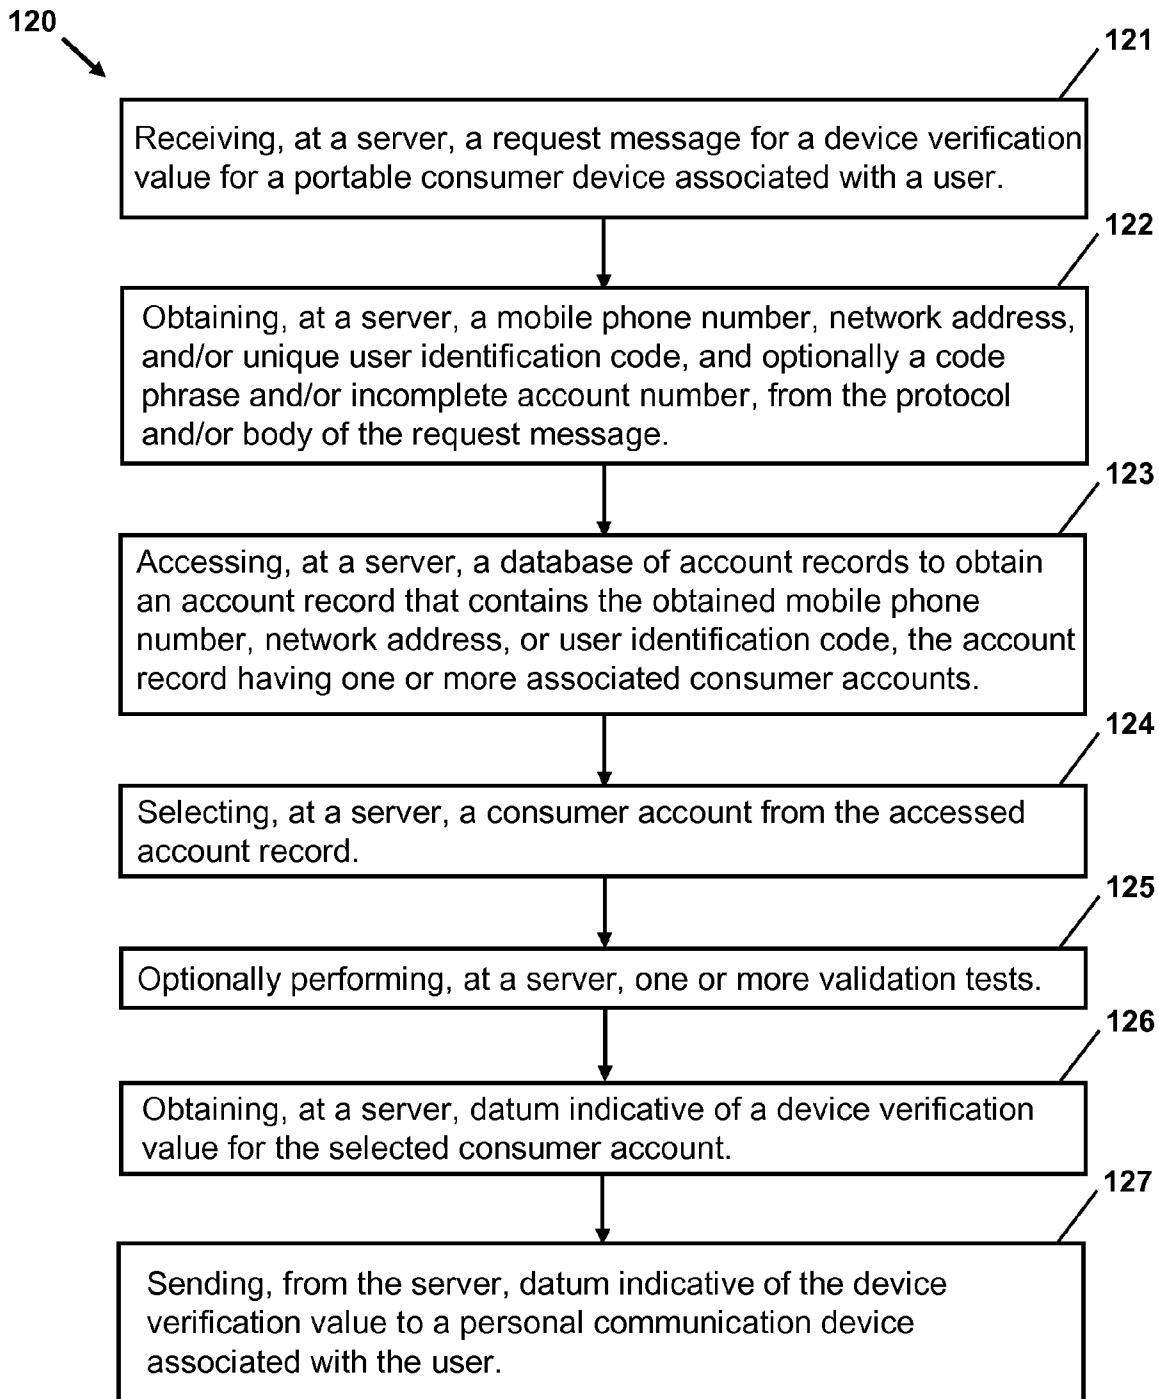 120
121
Receiving, at a server, a request message for a device verification
value for a portable consumer device associated with a user.
122
Obtaining, at a server, a mobile phone number, network address,
and/or unique user identification code, and optionally a code
phrase and/or incomplete account number, from the protocol
and/or body of the request message.
123
Accessing, at a server, a database of account records to obtain
an account record that contains the obtained mobile phone
number, network address, or user identification code, the account
record having one or more associated consumer accounts.
124
Selecting, at a server, a consumer account from the accessed
account record.
125
Optionally performing, at a server, one or more validation tests.
126
Obtaining, at a server, datum indicative of a device verification
value for the selected consumer account.
127
Sending, from the server, datum indicative of the device
verification value to a personal communication device
associated with the user.